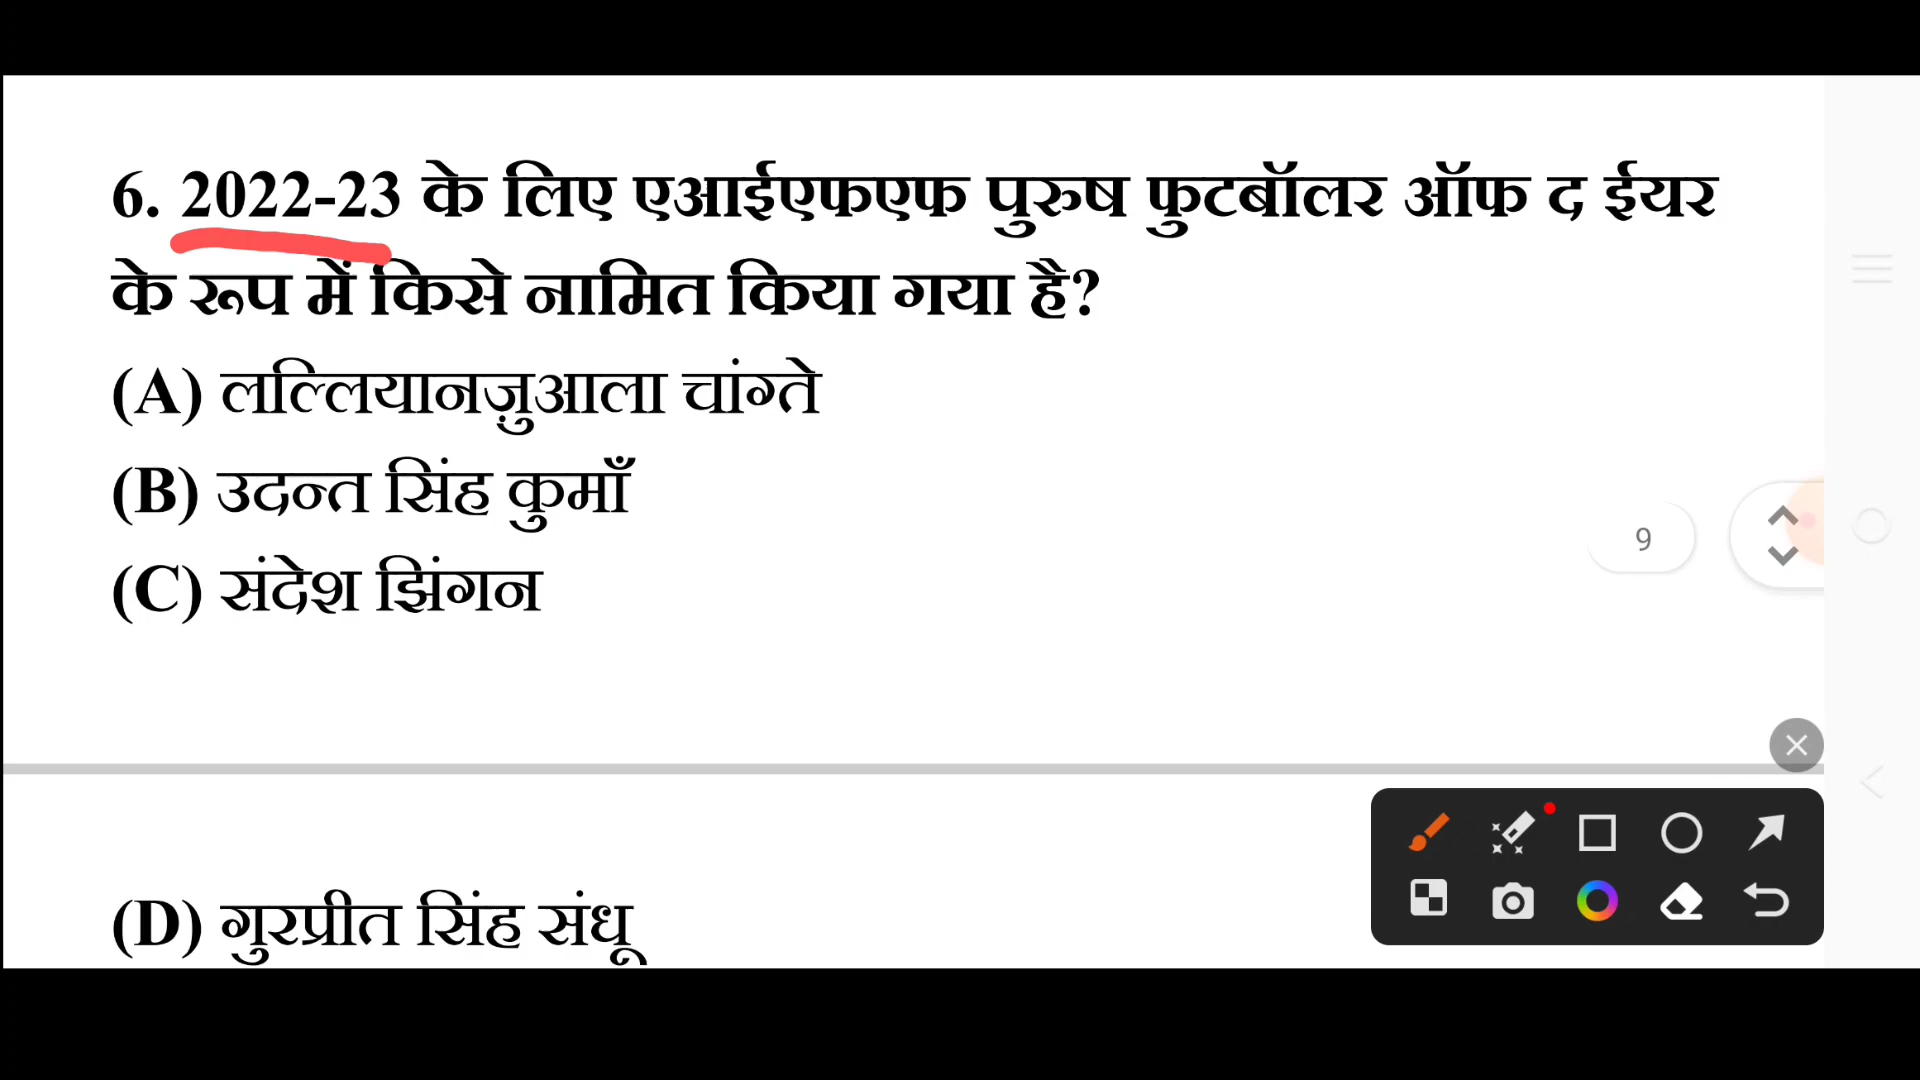 6. 2022-23 के लिए एआईएफएफ पुरुष फुटबॉलर ऑफ द ईयर
के रूप में किसे नामित किया गया है?
(A) लल्लियानज़ुआला चांग्ते
(B) उदन्त सिंह कुमाँ
(C) संदेश झिंगन
9
(D) गुरप्रीत सिंह संधू